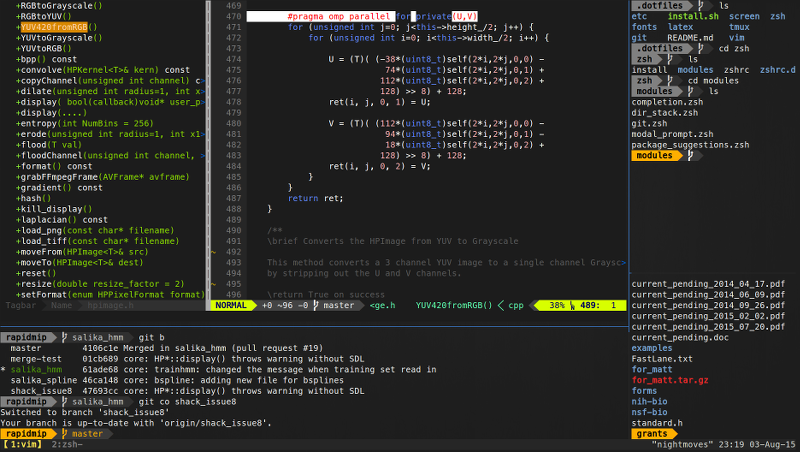 +RGBtoGrayscale()
+RGBtoYUV()
+YUV420fromRGB()
+YUVtoGrayscale()
+YUVtoRGB()
+bpp() const
+convolve(HPKernel<T>& kern) const
+copyChannel(unsigned int channel) c>
+dilate(unsigned int radius=1, int x>
+display( bool(callback)void* user_p>
+display(....)
+entropy(int NumBins = 256)
+erode(unsigned int radius=1, int x1>
+flood(T val)
+floodChannel(unsigned int channel, >
+format() const
+grabFFmpegFrame(AVFrame* avframe)
+gradient() const
+hash()
+kill_display()
+laplacian() const
+load_png(const char* filename)
+load_tiff(const char* filename)
+moveFrom(HPImage<T>& src)
+moveTo(HPImage<T>& dest)
+reset()
+resize(double resize_factor = 2)
+setFormat(enum HPPixelFormat format)
Tagbar Name hpimage.h
469
470 #pragma omp parallel for private(U,V)
471 for (unsigned int j=0; j<this->height_/2; j++) {
472 for (unsigned int i=0; i<this->width_/2; i++) {
473
474 U = (T)( (-38*(uint8_t)self(2*i,2*j,0,0) -
475 74*(uint8_t)self(2*i,2*j,0,1) +
476 112*(uint8_t)self(2*i,2*j,0,2) +
477 128) >> 8) + 128;
478 ret(i, j, 0, 1) = U;
479
480 V = (T)( (112*(uint8_t)self(2*i,2*j,0,0) -
481 94*(uint8_t)self(2*i,2*j,0,1) -
482 18*(uint8_t)self(2*i,2*j,0,2) +
483 128) >> 8) + 128;
484 ret(i, j, 0, 2) = V;
485 }
486 }
487 return ret;
488 }
489
490 /**
491 \brief Converts the HPImage from YUV to Grayscale
~ 492
493 This method converts a 3 channel YUV image to a single channel Graysc>
494 by stripping out the U and V channels.
~ 495
496 \return True on success
NORMAL +0 ~96 -0 master <ge.h YUV420fromRGB() < cpp 38% 489: 1
rapidmip salika_hmm git b
master 4106c1e Merged in salika_hmm (pull request #19)
merge-test 01cb689 core: HP*::display() throws warning without SDL
* salika_hmm 61ade68 core: trainhmm: changed the message when training set read in
salika_spline 46ca148 core: bspline: adding new file for bsplines
shack_issue8 47693cc core: HP*::display() throws warning without SDL
rapidmip salika_hmm git co shack_issue8
Switched to branch 'shack_issue8'
Your branch is up-to-date with 'origin/shack_issue8'.
rapidmip master
.dotfiles ls
etc install.sh screen zsh
fonts latex tmux
git README.md vim
.dotfiles cd zsh
zsh ls
install modules zshrc zshrc.d
zsh cd modules
modules ls
completion.zsh
dir_stack.zsh
git.zsh
modal_prompt.zsh
package_suggestions.zsh
modules
current_pending_2014_04_17.pdf
current_pending_2014_06_09.pdf
current_pending_2014_09_26.pdf
current_pending_2015_02_02.pdf
current_pending_2015_07_20.pdf
current_pending.doc
examples
FastLane.txt
for_matt
for_matt.tar.gz
forms
nih-bio
nsf-bio
standard.h
grants
[ 1:vim] 2:zsh- "nightmoves" 23:19 03-Aug-15